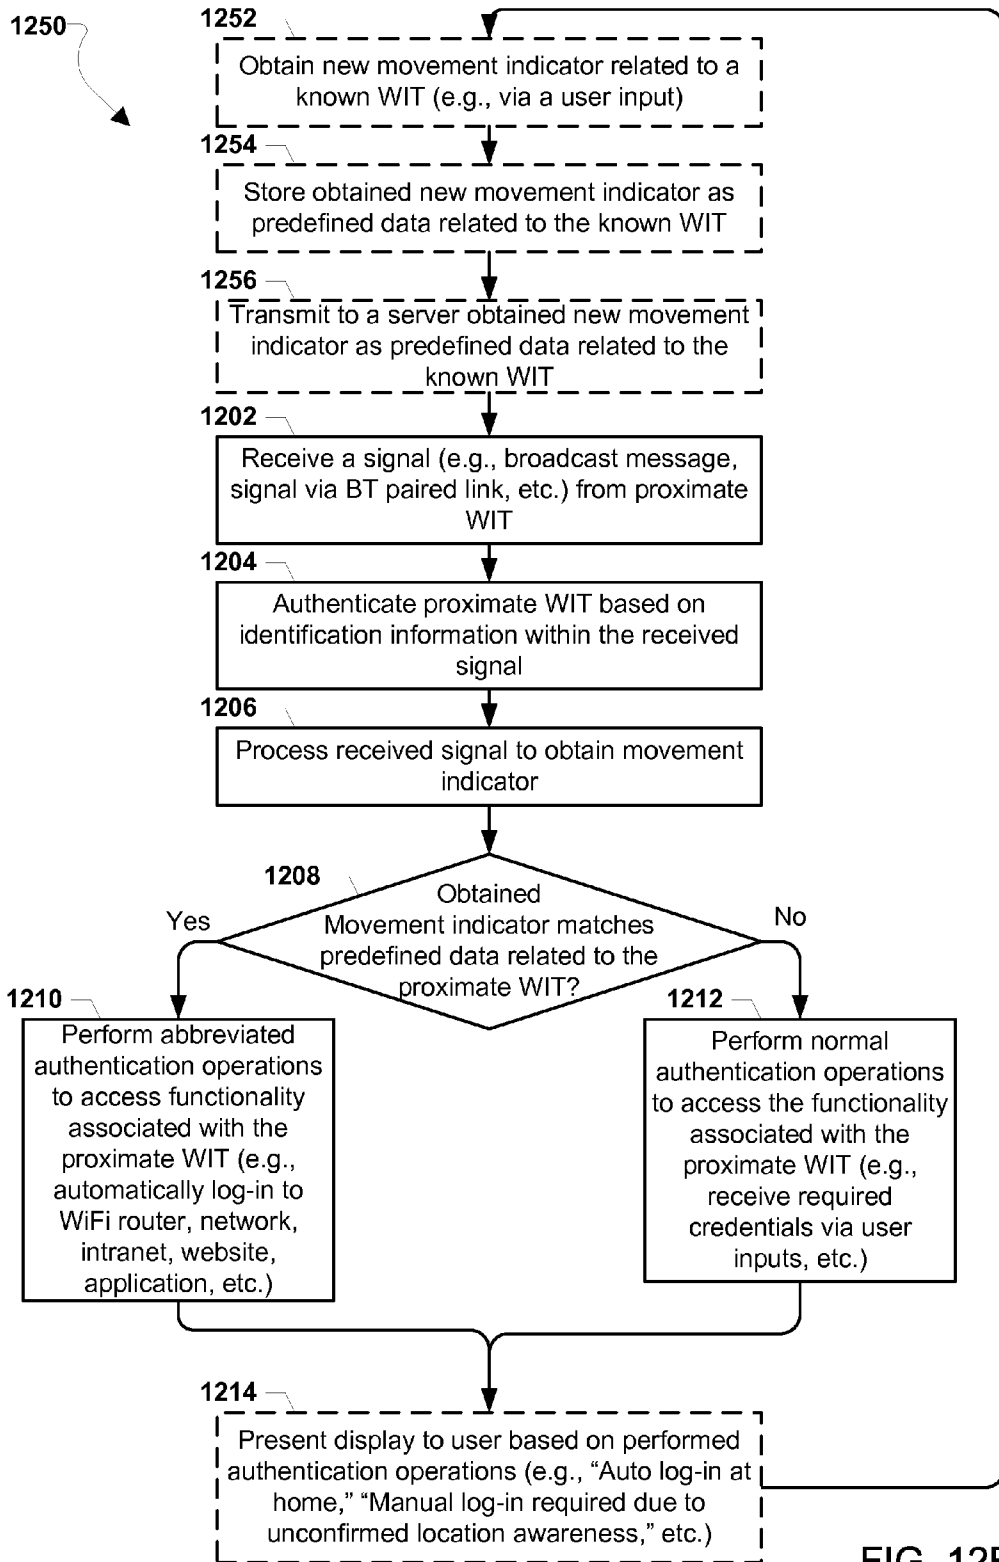 1250
1252
Obtain new movement indicator related to a
known WIT (e.g., via a user input)
1254
Store obtained new movement indicator as
predefined data related to the known WIT
1256
Transmit to a server obtained new movement
indicator as predefined data related to the
known WIT
1202
Receive a signal (e.g., broadcast message,
signal via BT paired link, etc.) from proximate
WIT
1204
Authenticate proximate WIT based on
identification information within the received
signal
1206
Process received signal to obtain movement
indicator
1208
Obtained
Movement indicator matches
predefined data related to the
proximate WIT?
Yes
No
1210
Perform abbreviated
authentication operations
to access functionality
associated with the
proximate WIT (e.g.,
automatically log-in to
WiFi router, network,
intranet, website,
application, etc.)
1212
Perform normal
authentication operations
to access the functionality
associated with the
proximate WIT (e.g.,
receive required
credentials via user
inputs, etc.)
1214
Present display to user based on performed
authentication operations (e.g., “Auto log-in at
home,” “Manual log-in required due to
unconfirmed location awareness,” etc.)
FIG.